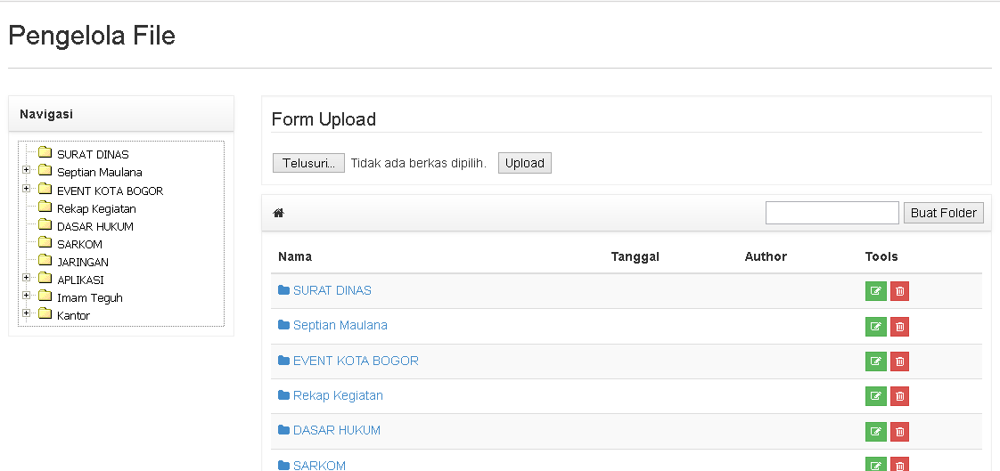 Pengelola File
Navigasi
SURAT DINAS
Septian Maulana
EVENT KOTA BOGOR
Rekap Kegiatan
DASAR HUKUM
SARKOM
JARINGAN
APLIKASI
Imam Teguh
Kantor
Form Upload
Telusuri... Tidak ada berkas dipilih. Upload
Buat Folder
Nama Tanggal Author Tools
SURAT DINAS
Septian Maulana
EVENT KOTA BOGOR
Rekap Kegiatan
DASAR HUKUM
SARKOM